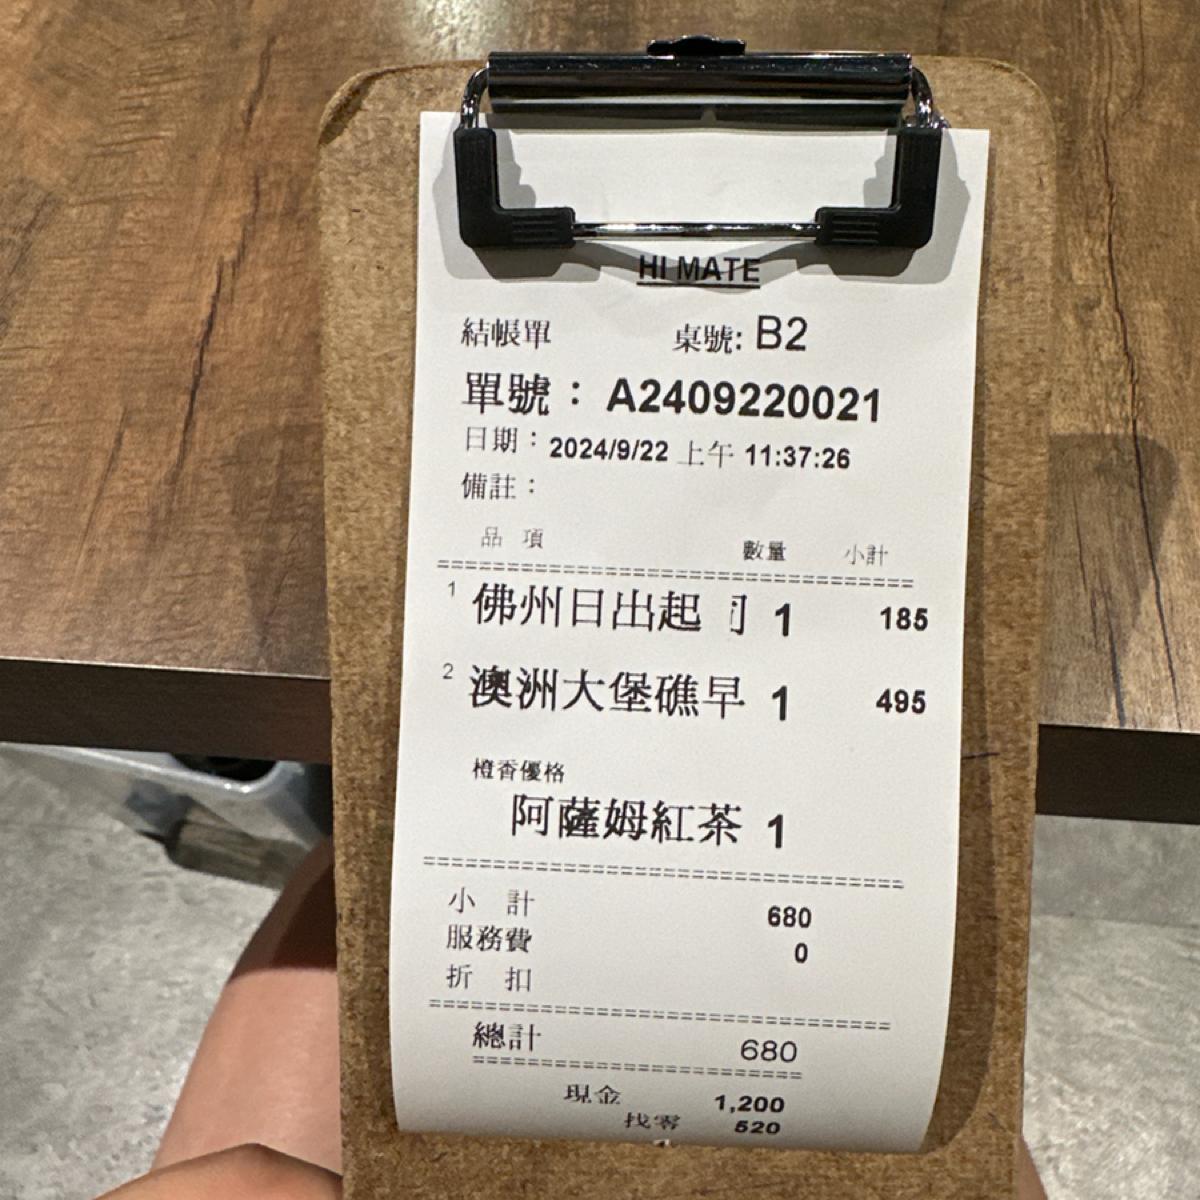 HI MATE
結帳單 桌號: B2
單號： A2409220021
日期： 2024/9/22 上午 11:37:26
備註：
品 項 數量 小計
1 佛州日出起司 1 185
2 澳洲大堡礁早 1 495
橙香優格
阿薩姆紅茶 1
小 計 680
服務費 0
折 扣
總計 680
現金 1,200
找零 520